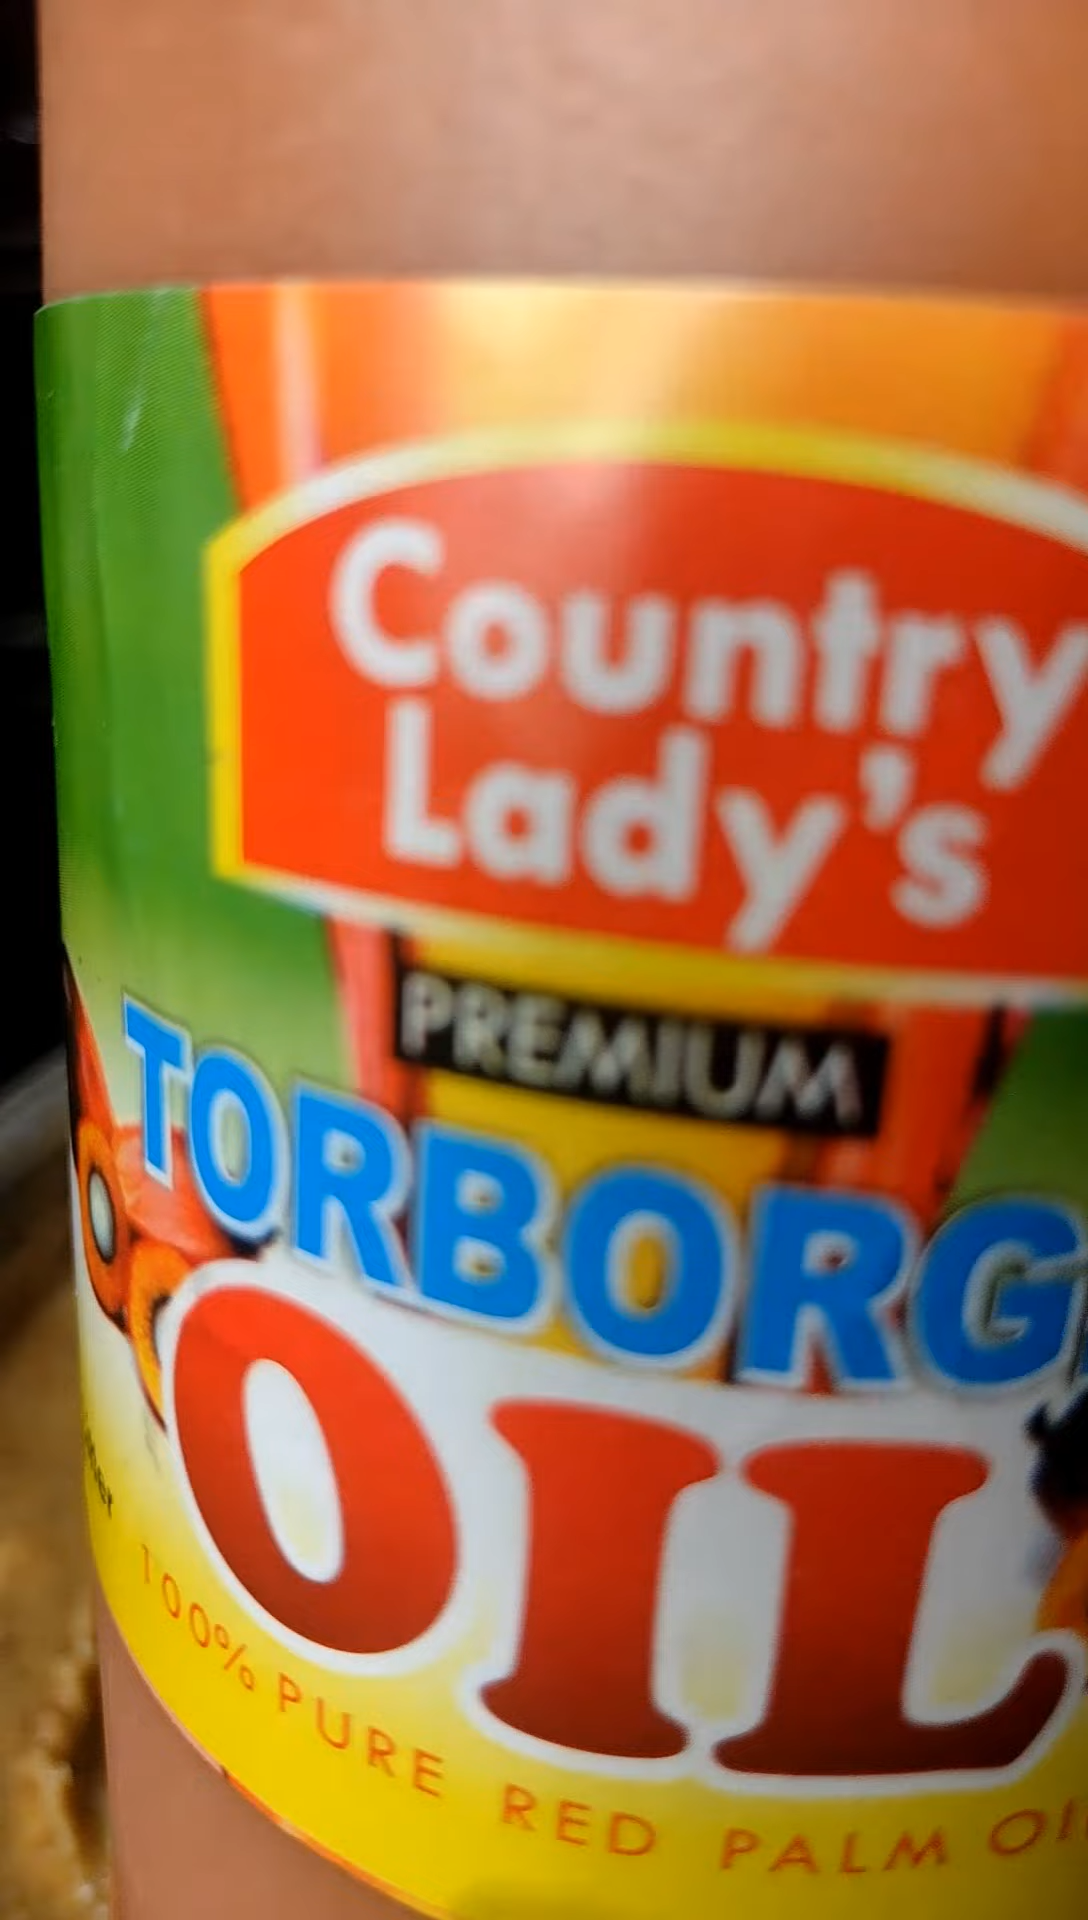 Country
Lady's
PREMIUM
TORBORG
OIL
100% PURE RED PALM OIL